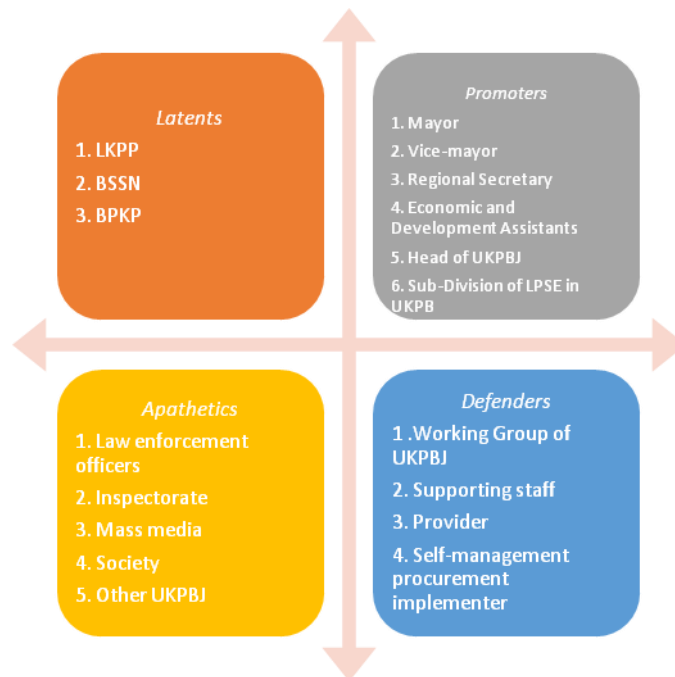 Latents
1. LKPP
2. BSSN
3. BPKP
Promoters
1. Mayor
2. Vice-mayor
3. Regional Secretary
4. Economic and
Development Assistants
5. Head of UKPBJ
6. Sub-Division of LPSE in
UKPB
Apathetics
1. Law enforcement
officers
2. Inspectorate
3. Mass media
4. Society
5. Other UKPBJ
Defenders
1 .Working Group of
UKPBJ
2. Supporting staff
3. Provider
4. Self-management
procurement
implementer